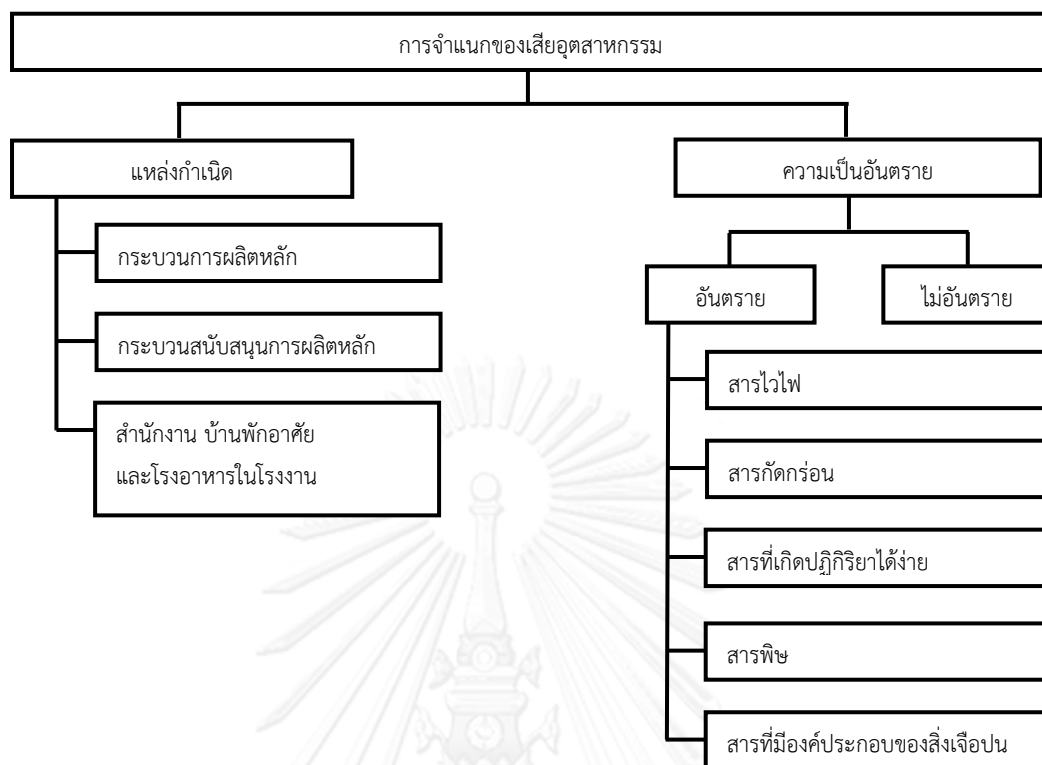 การจำแนกของเสียอุตสาหกรรม
แหล่งกำเนิด
กระบวนการผลิตหลัก
กระบวนสนับสนุนการผลิตหลัก
สำนักงาน บ้านพักอาศัย
และโรงอาหารในโรงงาน
ความเป็นอันตราย
อันตราย
ไม่อันตราย
สารไวไฟ
สารกัดกร่อน
สารที่เกิดปฏิกิริยาได้ง่าย
สารพิษ
สารที่มีองค์ประกอบของสิ่งเจือปน